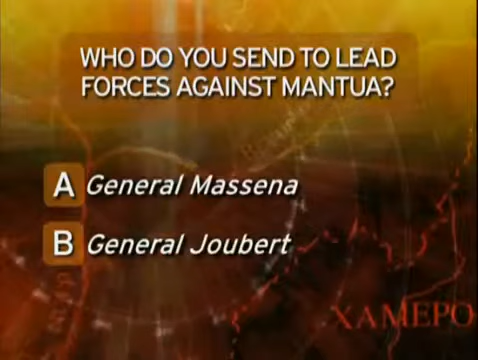 WHO DO YOU SEND TO LEAD
FORCES AGAINST MANTUA?
A General Massena
B General Joubert
XAMEPO